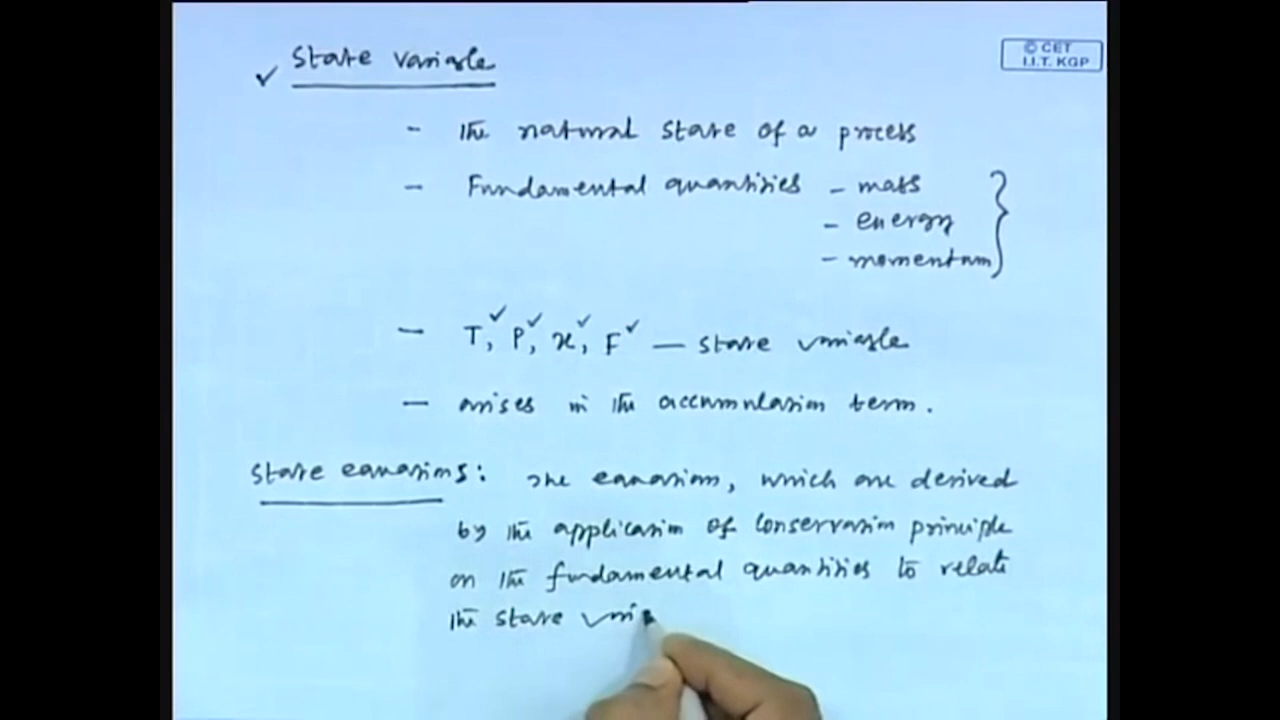 ✓ State variable
© CET
I.I.T. KGP
- The natural state of a process
- Fundamental quantities - mass
- energy
- momentum
- T, P, x, F — state variable
- arises in the accumulation term.
State equations: The equations, which are derived
by the application of conservation principle
on the fundamental quantities to relate
the state vari